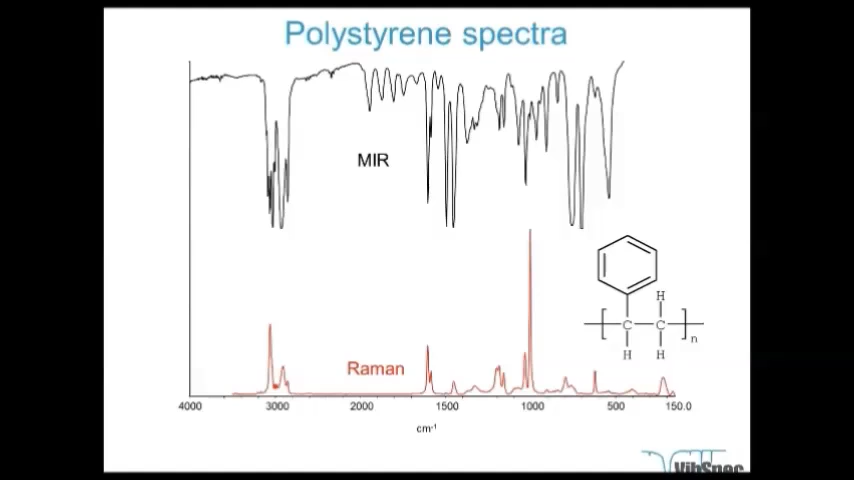 Polystyrene spectra
MIR
H
C C
n
H H
Raman
4000 3000 2000 1500 1000 500 150.0
cm-1
VibSpec